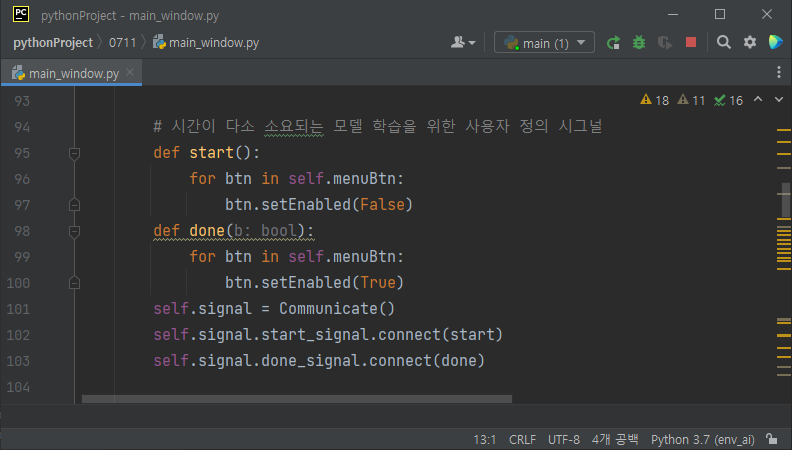 PC pythonProject - main_window.py
pythonProject 0711 main_window.py main (1)
main_window.py
18 11 16
93
94 # 시간이 다소 소요되는 모델 학습을 위한 사용자 정의 시그널
95 def start():
96 for btn in self.menuBtn:
97 btn.setEnabled(False)
98 def done(b: bool):
99 for btn in self.menuBtn:
100 btn.setEnabled(True)
101 self.signal = Communicate()
102 self.signal.start_signal.connect(start)
103 self.signal.done_signal.connect(done)
104
13:1 CRLF UTF-8 4개 공백 Python 3.7 (env_ai)